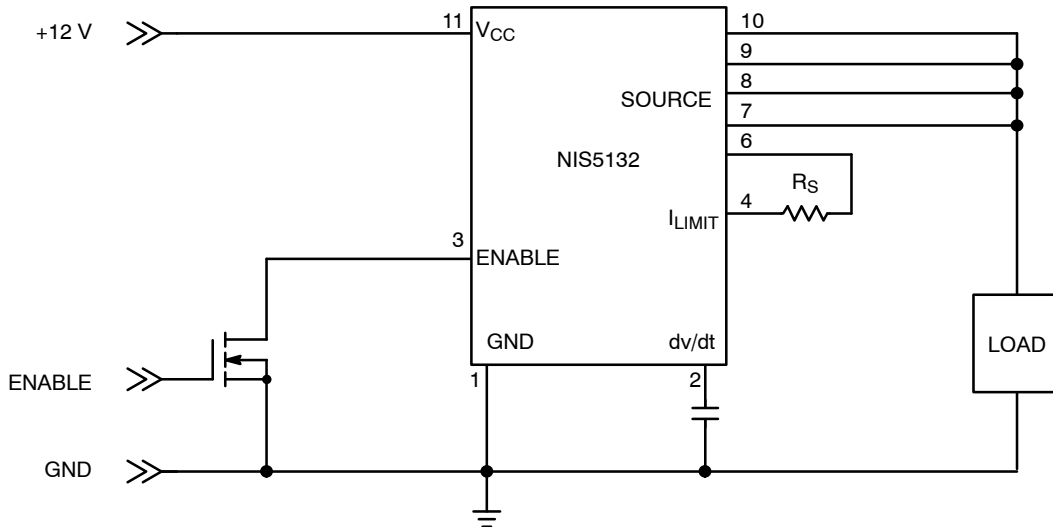 +12 V
11
V_CC
10
9
8
SOURCE
7
NIS5132
6
R_S
4
I_LIMIT
3
ENABLE
GND
dv/dt
LOAD
ENABLE
1
2
GND